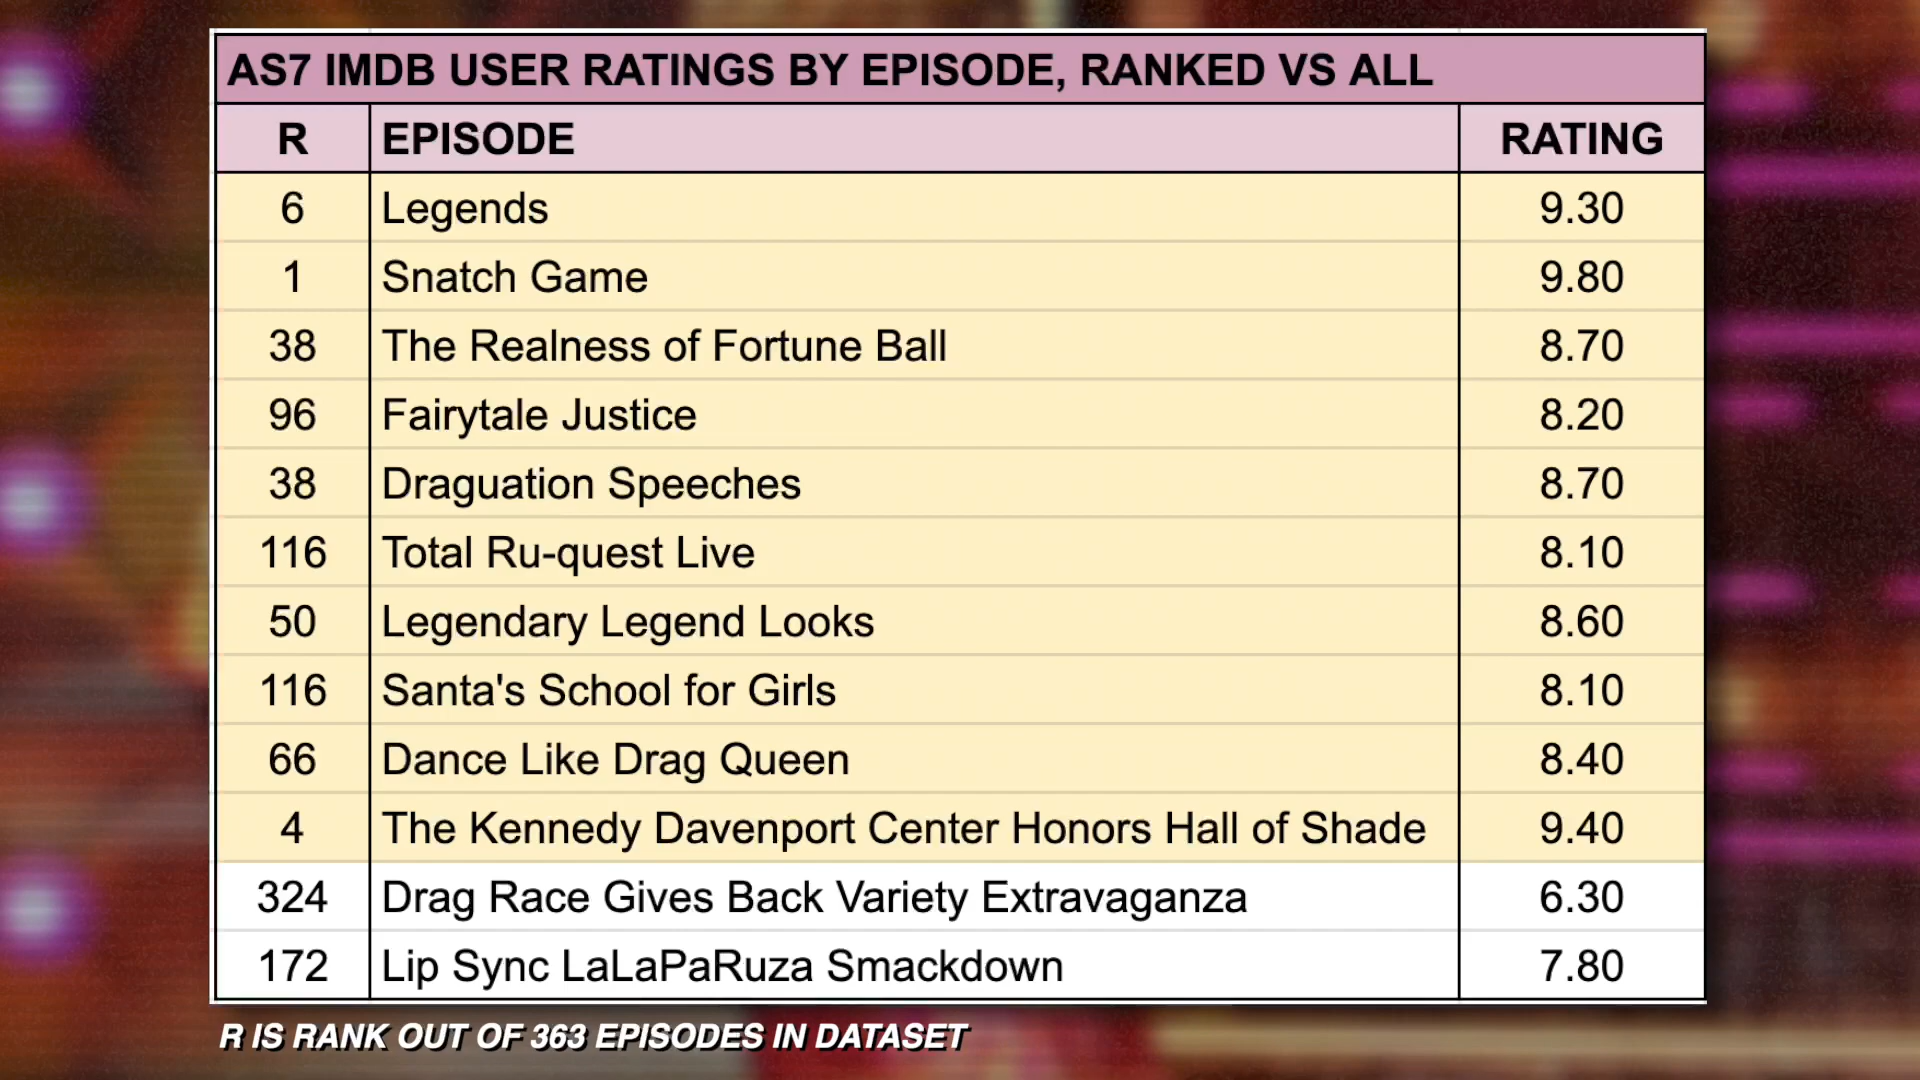 AS7 IMDB USER RATINGS BY EPISODE, RANKED VS ALL
R EPISODE RATING
6 Legends 9.30
1 Snatch Game 9.80
38 The Realness of Fortune Ball 8.70
96 Fairytale Justice 8.20
38 Draguation Speeches 8.70
116 Total Ru-quest Live 8.10
50 Legendary Legend Looks 8.60
116 Santa's School for Girls 8.10
66 Dance Like Drag Queen 8.40
4 The Kennedy Davenport Center Honors Hall of Shade 9.40
324 Drag Race Gives Back Variety Extravaganza 6.30
172 Lip Sync LaLaPaRuza Smackdown 7.80
R IS RANK OUT OF 363 EPISODES IN DATASET